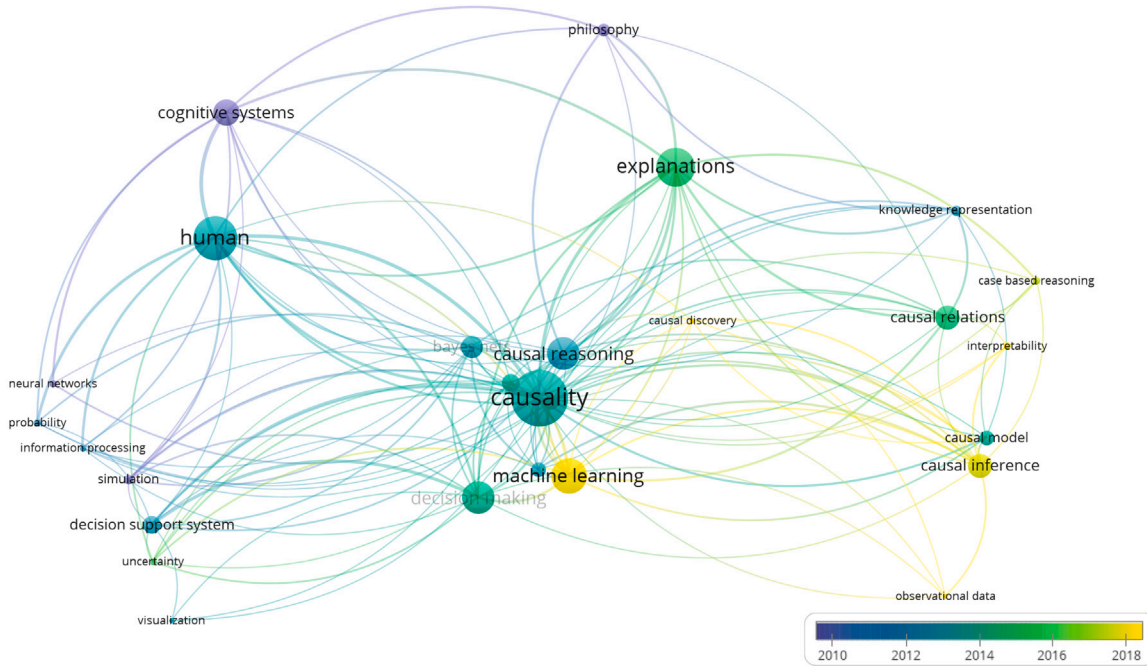 philosophy
cognitive systems
explanations
knowledge representation
human
case based reasoning
causal relations
causal discovery
bayes nets
causal reasoning
interpretability
neural networks
causality
probability
causal model
information processing
causal inference
simulation
machine learning
decision making
decision support system
uncertainty
observational data
visualization
2010 2012 2014 2016 2018